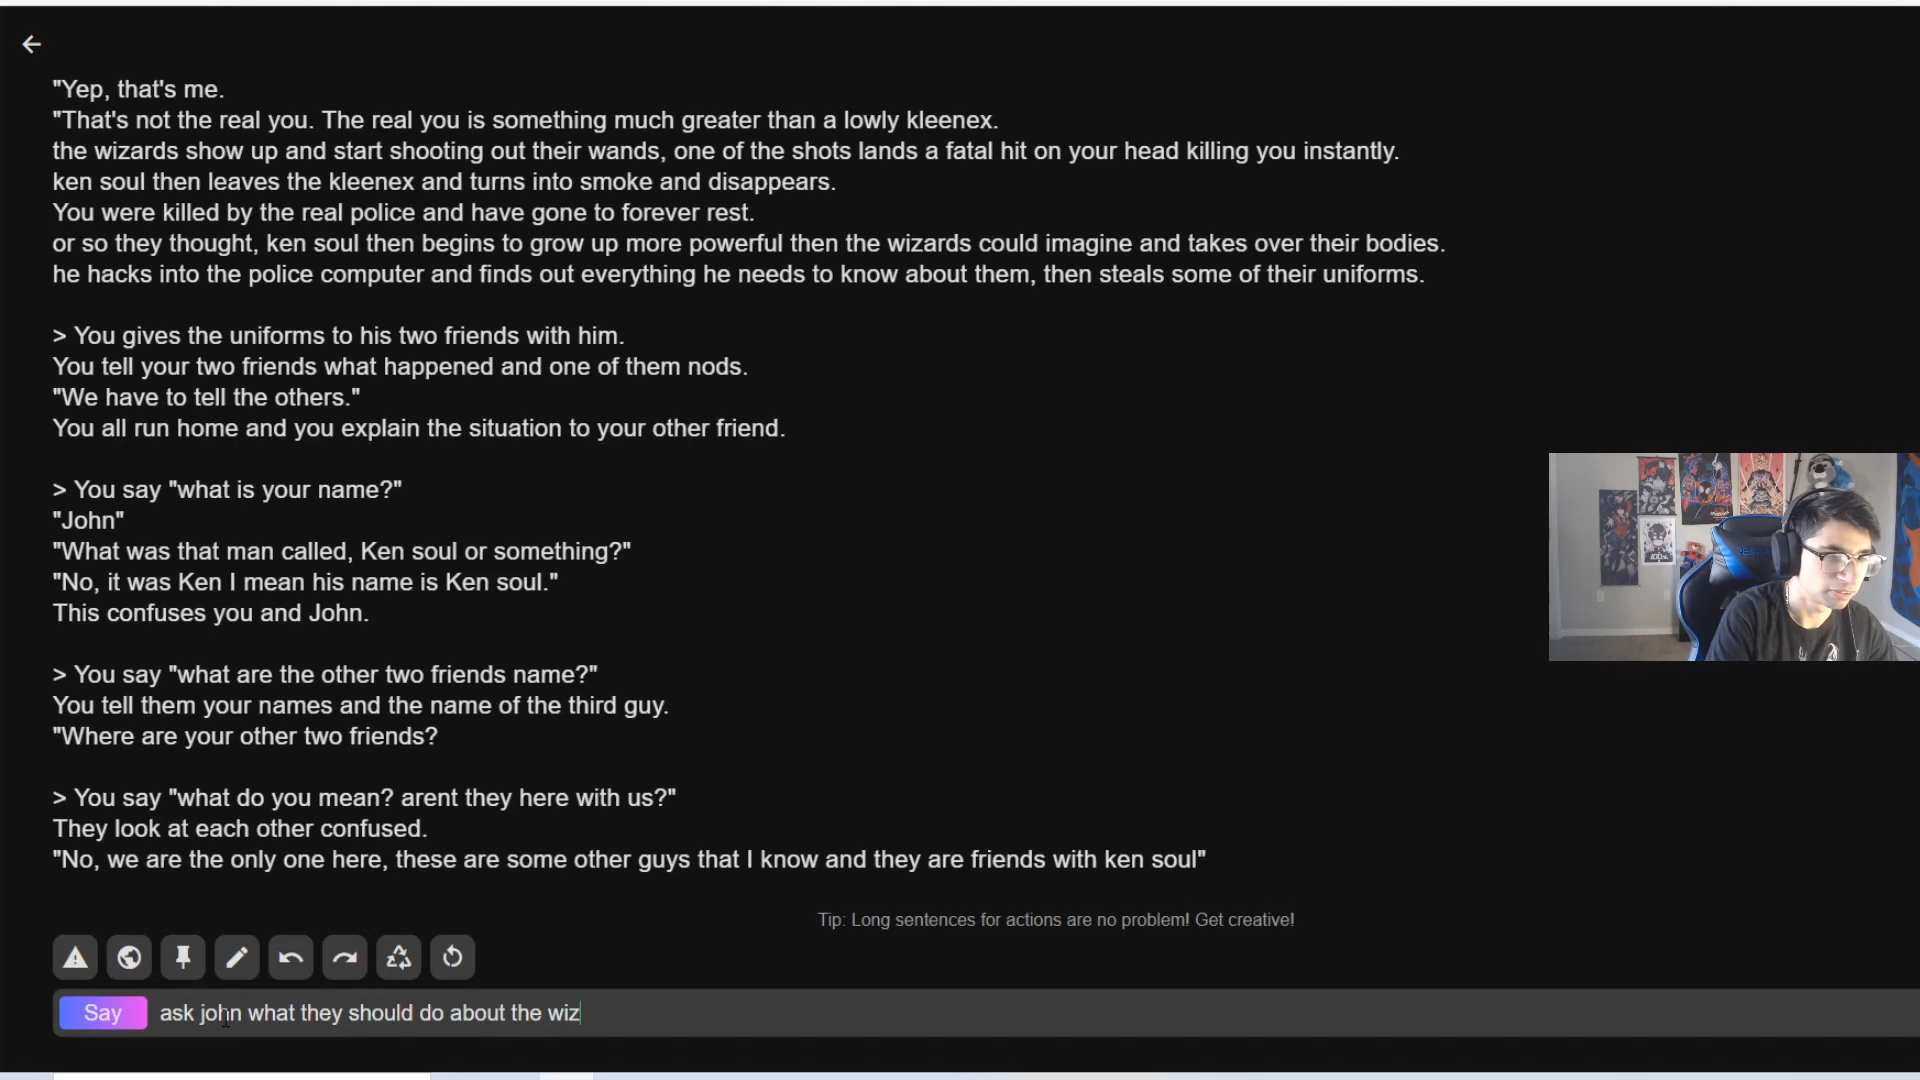 "Yep, that's me.
"That's not the real you. The real you is something much greater than a lowly kleenex.
the wizards show up and start shooting out their wands, one of the shots lands a fatal hit on your head killing you instantly.
ken soul then leaves the kleenex and turns into smoke and disappears.
You were killed by the real police and have gone to forever rest.
or so they thought, ken soul then begins to grow up more powerful then the wizards could imagine and takes over their bodies.
he hacks into the police computer and finds out everything he needs to know about them, then steals some of their uniforms.
> You gives the uniforms to his two friends with him.
You tell your two friends what happened and one of them nods.
"We have to tell the others."
You all run home and you explain the situation to your other friend.
> You say "what is your name?"
"John"
"What was that man called, Ken soul or something?"
"No, it was Ken I mean his name is Ken soul."
This confuses you and John.
> You say "what are the other two friends name?"
You tell them your names and the name of the third guy.
"Where are your other two friends?
> You say "what do you mean? arent they here with us?"
They look at each other confused.
"No, we are the only one here, these are some other guys that I know and they are friends with ken soul"
Tip: Long sentences for actions are no problem! Get creative!
Say ask john what they should do about the wiz